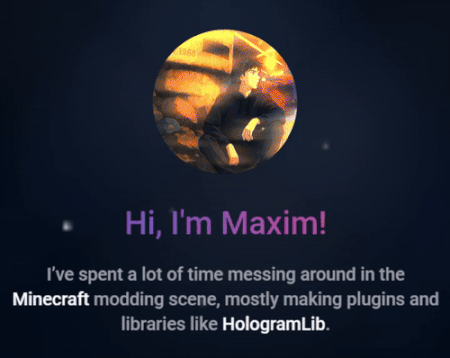 Hi, I'm Maxim!
I've spent a lot of time messing around in the
Minecraft modding scene, mostly making plugins and
libraries like HologramLib.